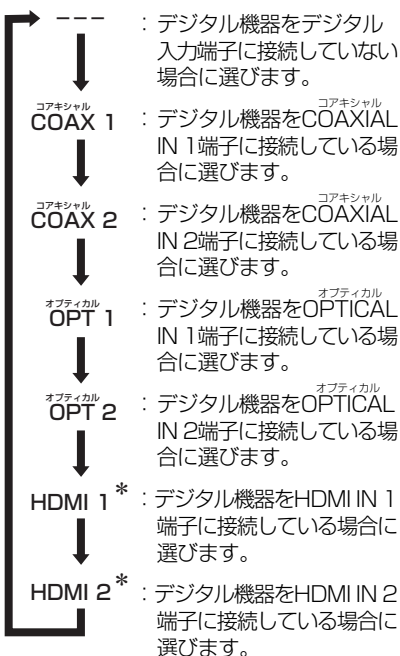 --- : デジタル機器をデジタル
入力端子に接続していない
場合に選びます。
コアキシャル コアキシャル
COAX 1 : デジタル機器をCOAXIAL
IN 1端子に接続している場
合に選びます。
コアキシャル コアキシャル
COAX 2 : デジタル機器をCOAXIAL
IN 2端子に接続している場
合に選びます。
オプティカル オプティカル
OPT 1 : デジタル機器をOPTICAL
IN 1端子に接続している場
合に選びます。
オプティカル オプティカル
OPT 2 : デジタル機器をOPTICAL
IN 2端子に接続している場
合に選びます。
HDMI 1* : デジタル機器をHDMI IN 1
端子に接続している場合に
選びます。
HDMI 2* : デジタル機器をHDMI IN 2
端子に接続している場合に
選びます。